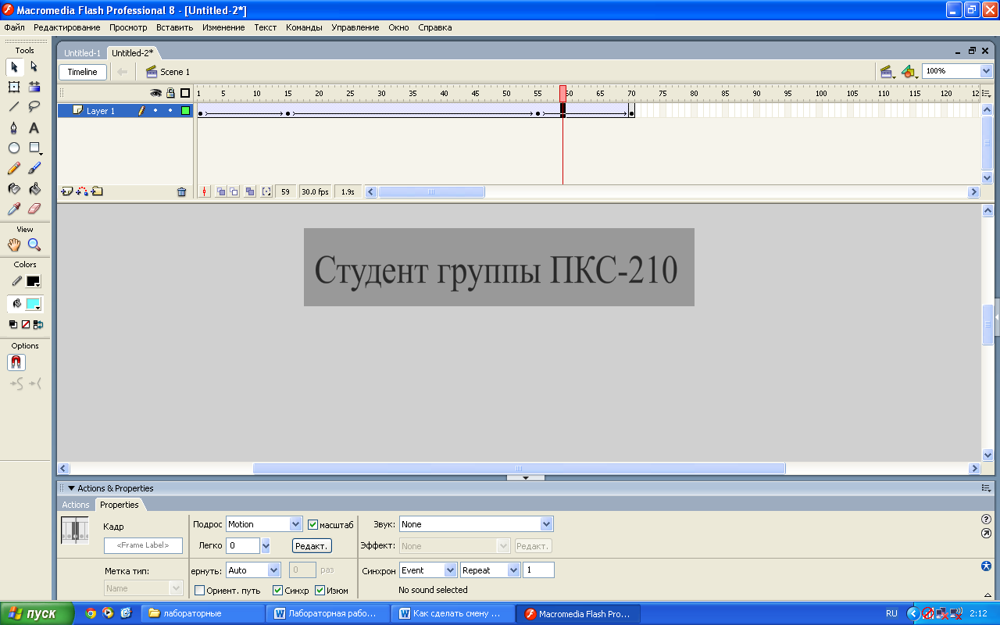 Macromedia Flash Professional 8 - [Untitled-2*]
Файл Редактирование Просмотр Вставить Изменение Текст Команды Управление Окно Справка
Tools
Untitled-1 Untitled-2*
Timeline Scene 1 100%
1 5 10 15 20 25 30 35 40 45 50 55 60 65 70 75 80 85 90 95 100 105 110 115 120 12
Layer 1
59 30.0 fps 1.9s
View
Colors
Options
Студент группы ПКС-210
Actions & Properties
Actions Properties
Кадр Подрос Motion масштаб Звук: None
<Frame Label> Легко 0 Редакт. Эффект: None Редакт.
Метка тип: ернуть: Auto 0 раз Синхрон Event Repeat 1
Name Ориент. путь Синхр Изюм No sound selected
пуск лабораторные Лабораторная рабо... Как сделать смену ... Macromedia Flash Pro... RU 2:12